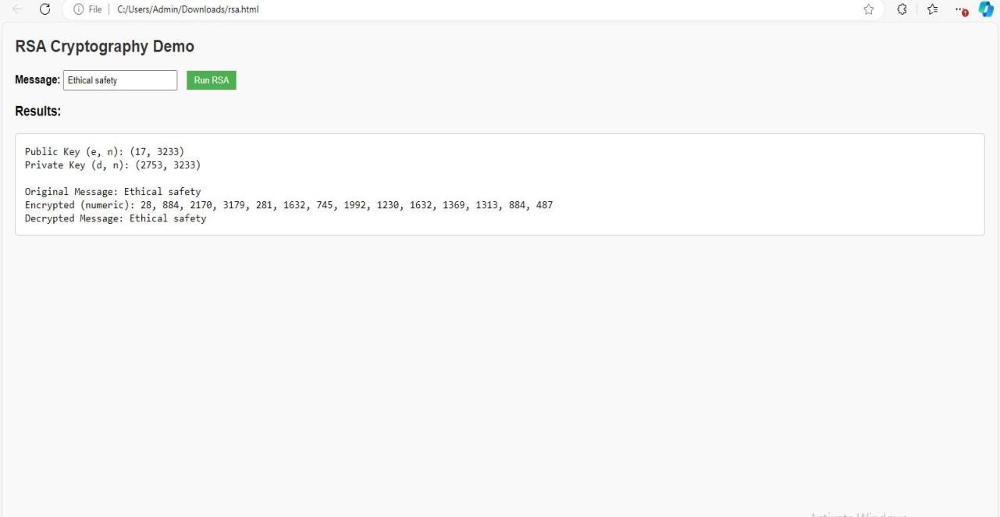 File C:/Users/Admin/Downloads/rsa.html
RSA Cryptography Demo
Message: Ethical safety Run RSA
Results:
Public Key (e, n): (17, 3233)
Private Key (d, n): (2753, 3233)
Original Message: Ethical safety
Encrypted (numeric): 28, 884, 2170, 3179, 281, 1632, 745, 1992, 1230, 1632, 1369, 1313, 884, 487
Decrypted Message: Ethical safety
Activate Windows